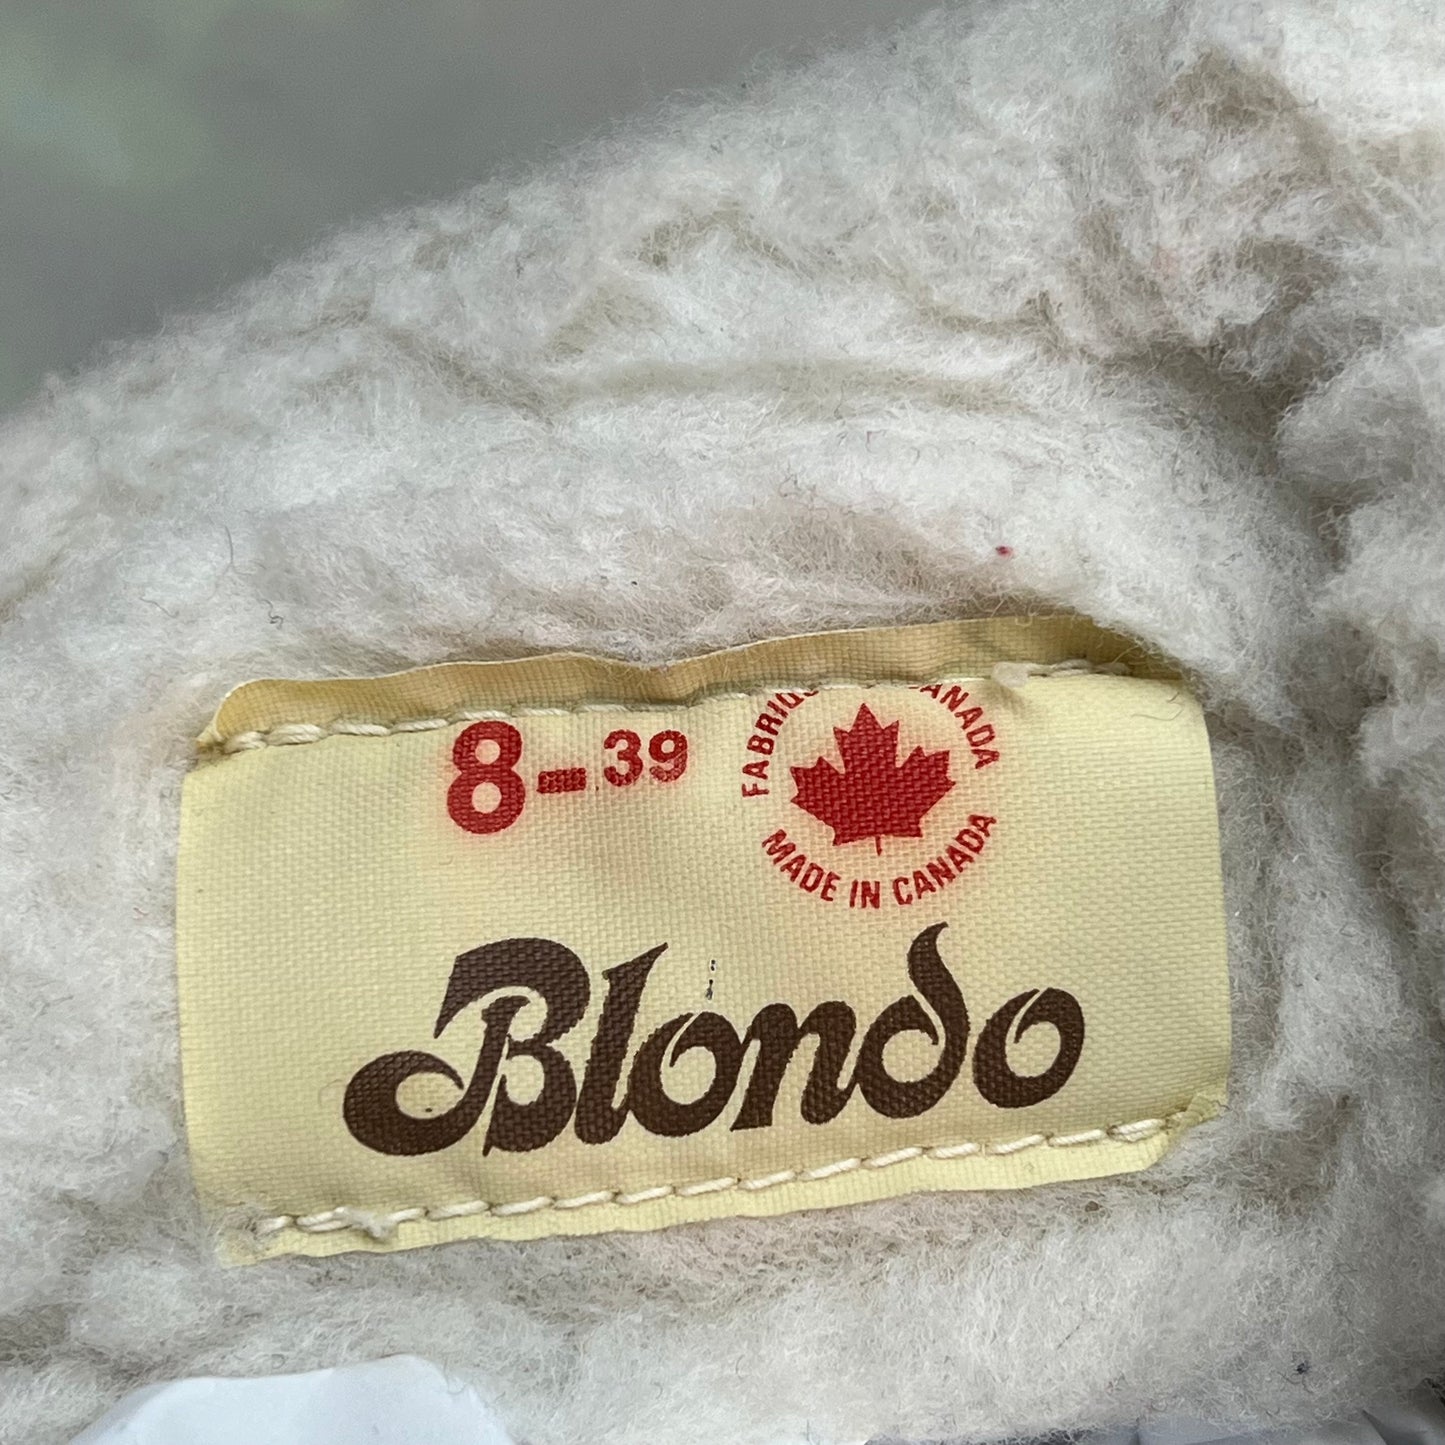 8-39
FABRIQUÉ AU CANADA
MADE IN CANADA
Blondo